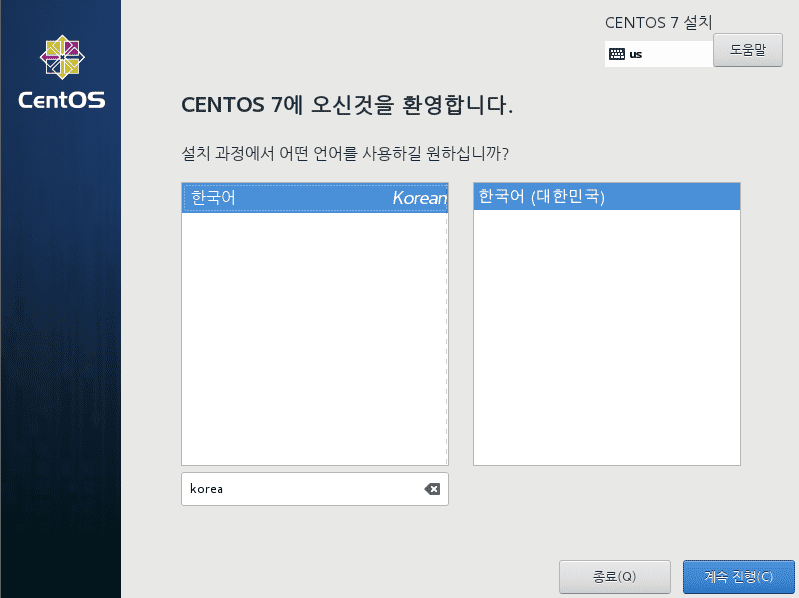 CentOS
CENTOS 7 설치
us
도움말
CENTOS 7에 오신것을 환영합니다.
설치 과정에서 어떤 언어를 사용하길 원하십니까?
한국어 Korean
한국어 (대한민국)
korea
종료(Q)
계속 진행(C)